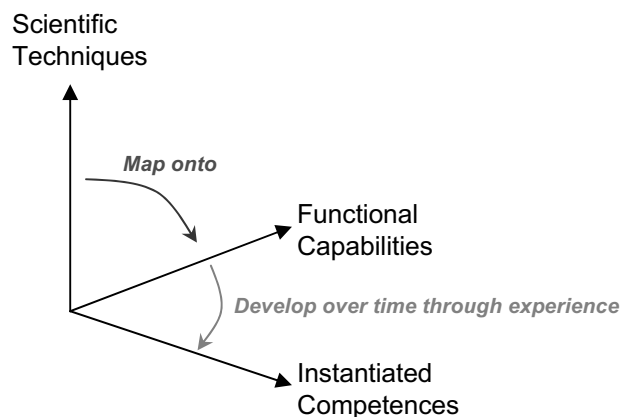 Scientific
Techniques
Map onto
Functional
Capabilities
Develop over time through experience
Instantiated
Competences